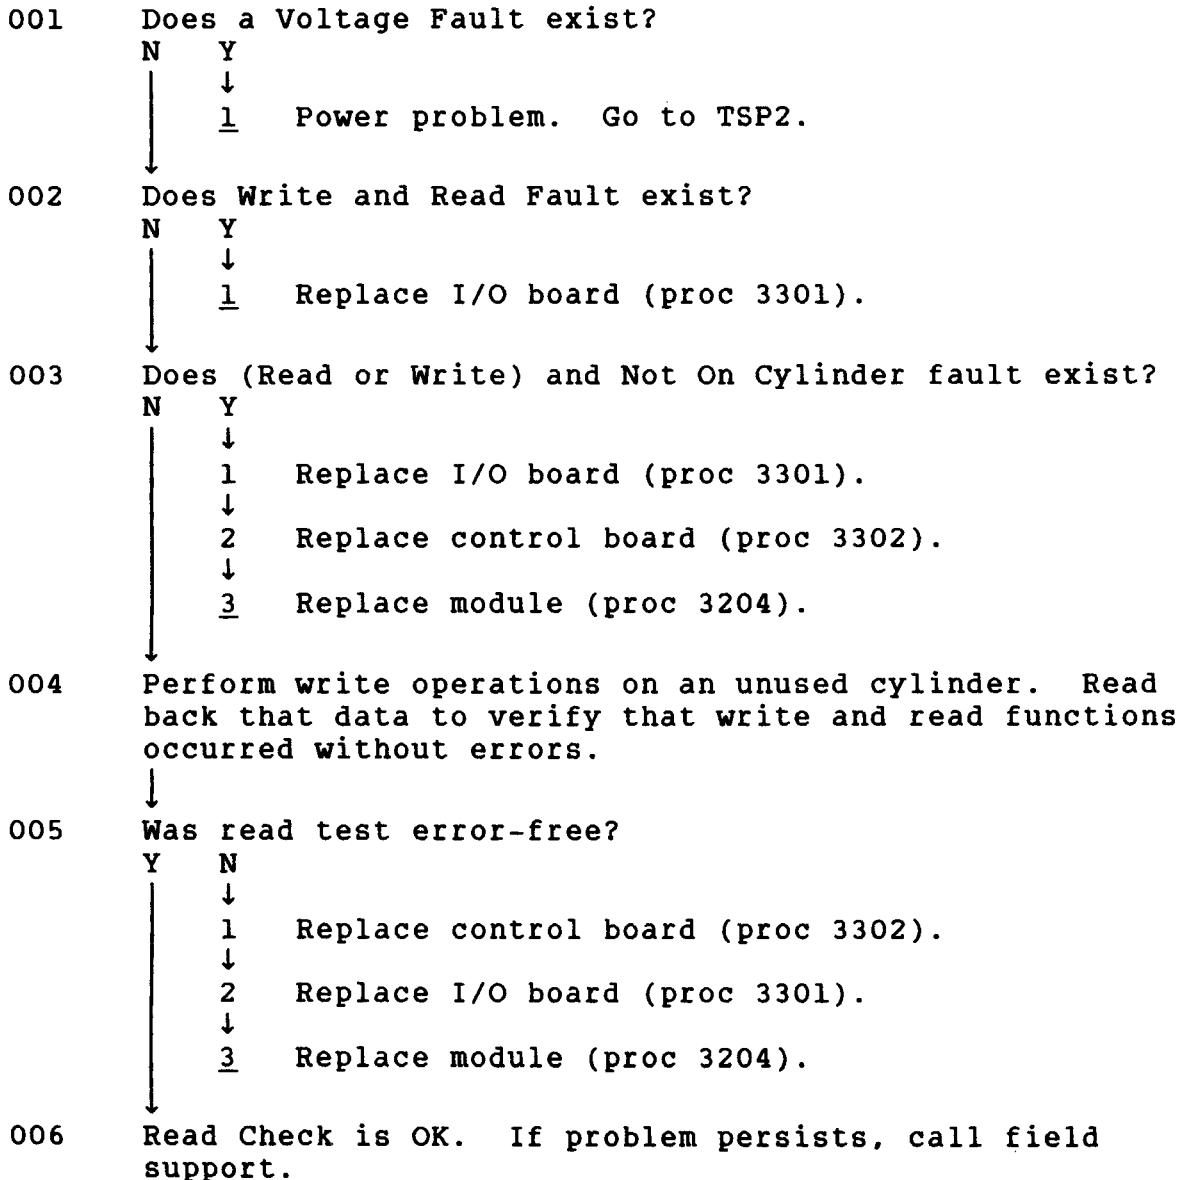 001 Does a Voltage Fault exist?
N Y
↓
1 Power problem. Go to TSP2.
↓
002 Does Write and Read Fault exist?
N Y
↓
1 Replace I/O board (proc 3301).
↓
003 Does (Read or Write) and Not On Cylinder fault exist?
N Y
↓
1 Replace I/O board (proc 3301).
↓
2 Replace control board (proc 3302).
↓
3 Replace module (proc 3204).
↓
004 Perform write operations on an unused cylinder. Read
back that data to verify that write and read functions
occurred without errors.
↓
005 Was read test error-free?
Y N
↓
1 Replace control board (proc 3302).
↓
2 Replace I/O board (proc 3301).
↓
3 Replace module (proc 3204).
↓
006 Read Check is OK. If problem persists, call field
support.